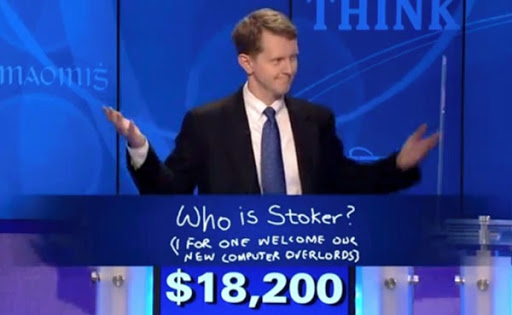 THINK
Who is Stoker?
(I FOR ONE WELCOME OUR
NEW COMPUTER OVERLORDS)
$18,200